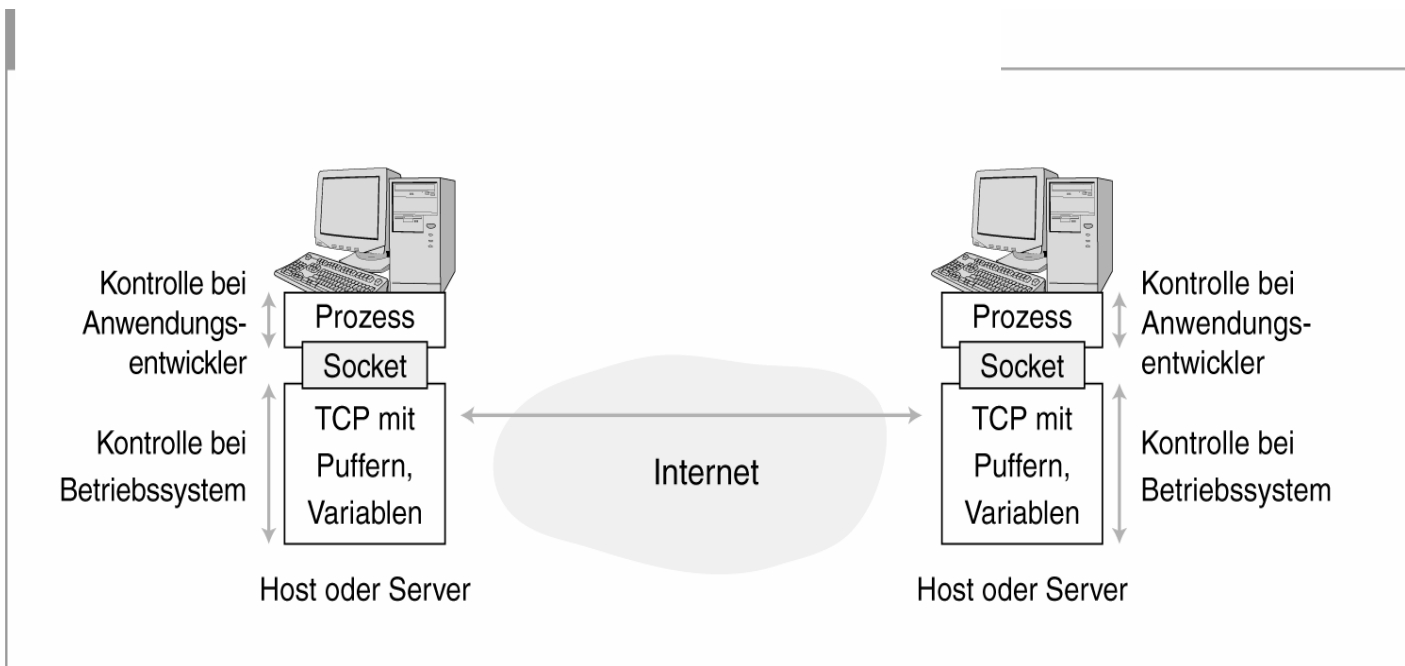 Kontrolle bei
Anwendungs-
entwickler
Prozess
Socket
TCP mit
Puffern,
Variablen
Kontrolle bei
Betriebssystem
Host oder Server
Internet
Prozess
Socket
TCP mit
Puffern,
Variablen
Kontrolle bei
Anwendungs-
entwickler
Kontrolle bei
Betriebssystem
Host oder Server